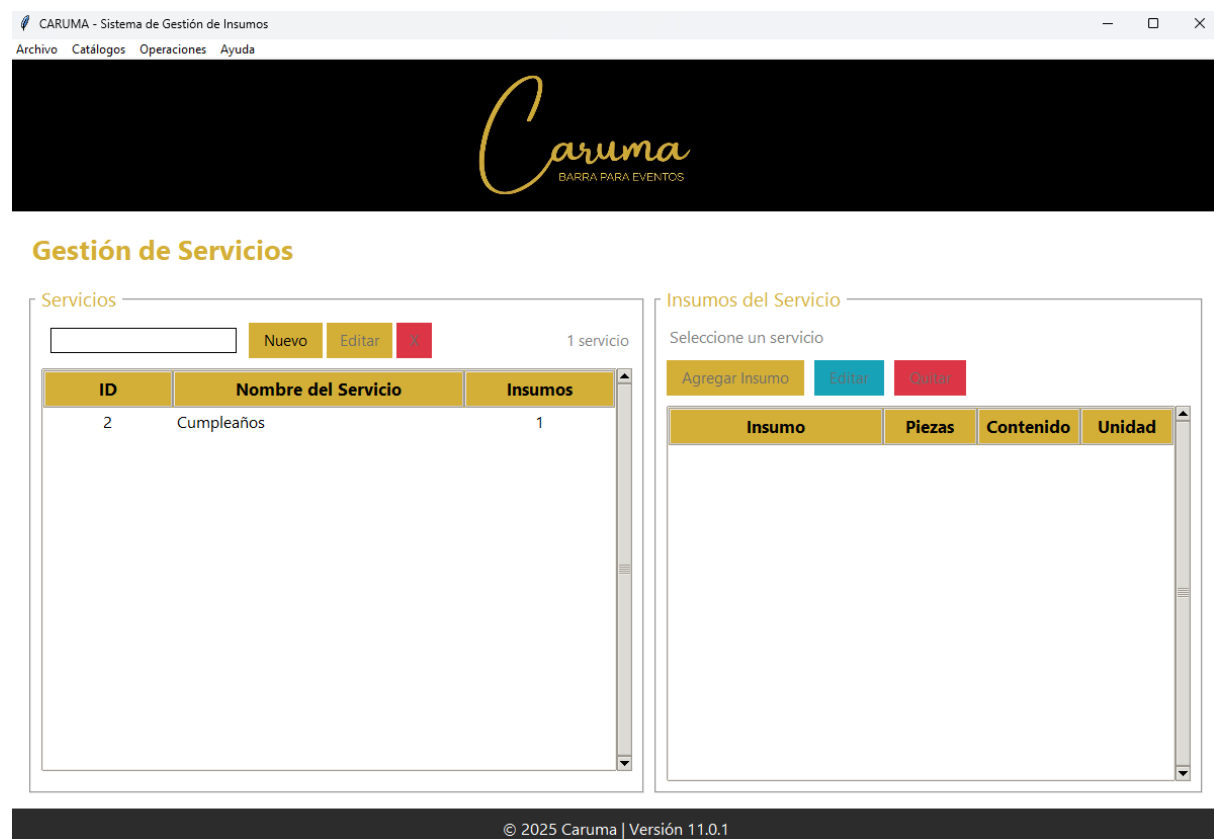 CARUMA - Sistema de Gestión de Insumos
Archivo Catálogos Operaciones Ayuda
Caruma
BARRA PARA EVENTOS
Gestión de Servicios
Servicios
Nuevo Editar X 1 servicio
ID Nombre del Servicio Insumos
2 Cumpleaños 1
Insumos del Servicio
Seleccione un servicio
Agregar Insumo Editar Quitar
Insumo Piezas Contenido Unidad
© 2025 Caruma | Versión 11.0.1